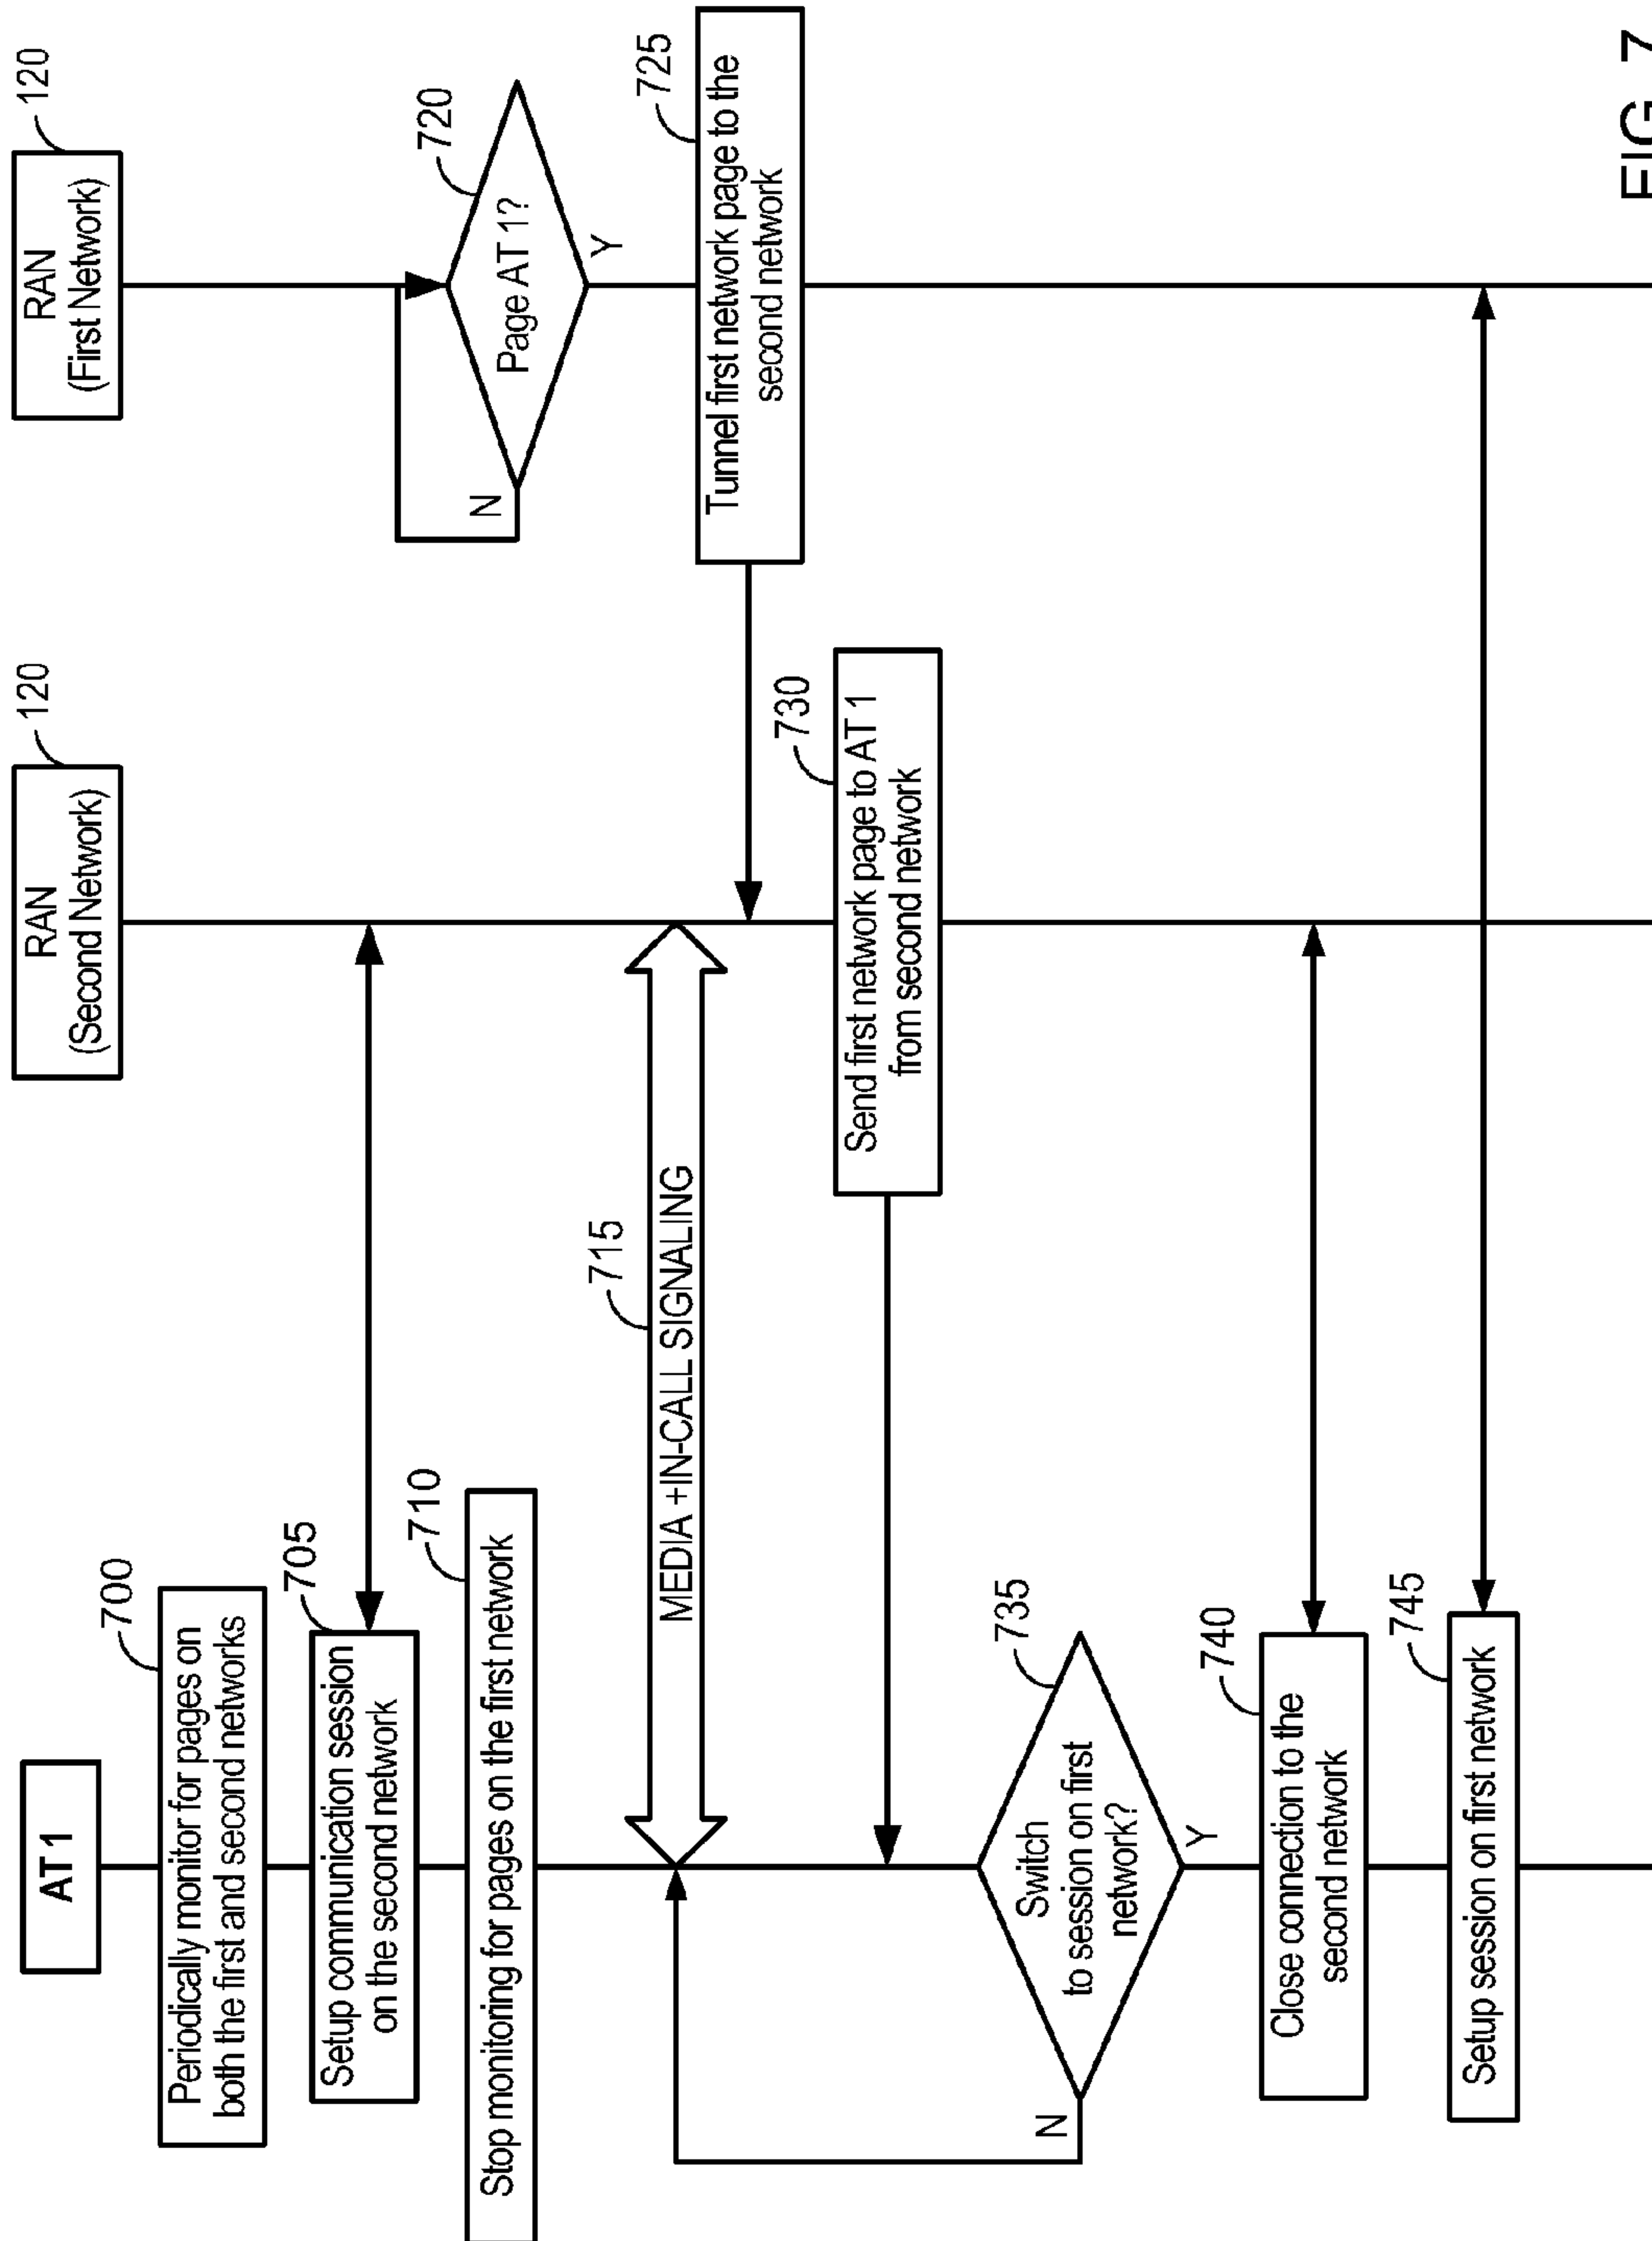 AT 1
RAN
(Second Network)
120
RAN
(First Network)
120
700
Periodically monitor for pages on
both the first and second networks
705
Setup communication session
on the second network
710
Stop monitoring for pages on the first network
715
MEDIA +IN-CALL SIGNALING
720
Page AT 1?
N
Y
725
Tunnel first network page to the
second network
730
Send first network page to AT 1
from second network
735
Switch
to session on first
network?
N
Y
740
Close connection to the
second network
745
Setup session on first network
FIG. 7